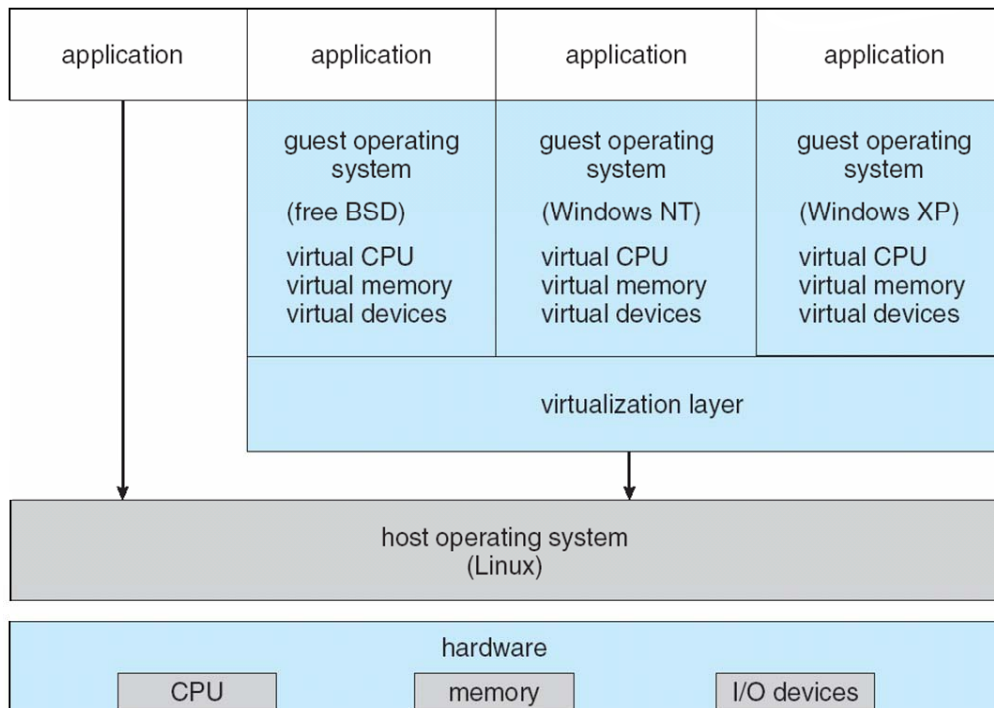 application
application
application
application
guest operating
system
(free BSD)
virtual CPU
virtual memory
virtual devices
guest operating
system
(Windows NT)
virtual CPU
virtual memory
virtual devices
guest operating
system
(Windows XP)
virtual CPU
virtual memory
virtual devices
virtualization layer
host operating system
(Linux)
hardware
CPU
memory
I/O devices